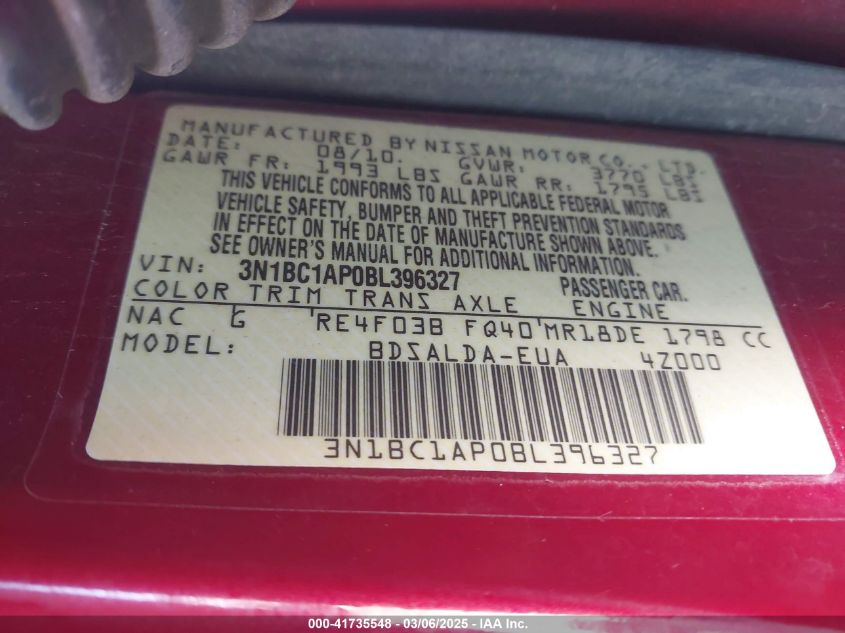 MANUFACTURED BY NISSAN MOTOR CO., LTD.
DATE: 08/10. GVWR: 3770 LBS
GAWR FR: 1993 LBS GAWR RR: 1795 LBS
THIS VEHICLE CONFORMS TO ALL APPLICABLE FEDERAL MOTOR
VEHICLE SAFETY, BUMPER AND THEFT PREVENTION STANDARDS
IN EFFECT ON THE DATE OF MANUFACTURE SHOWN ABOVE.
SEE OWNER'S MANUAL FOR ADDITIONAL INFORMATION.
VIN: 3N1BC1AP0BL396327 PASSENGER CAR.
COLOR TRIM TRANS AXLE ENGINE
NAC G RE4F03B FQ40 MR18DE 1798 CC
MODEL: BDSALDA-EUA 4Z000
3N1BC1AP0BL396327
000-41735548 - 03/06/2025 - IAA Inc.